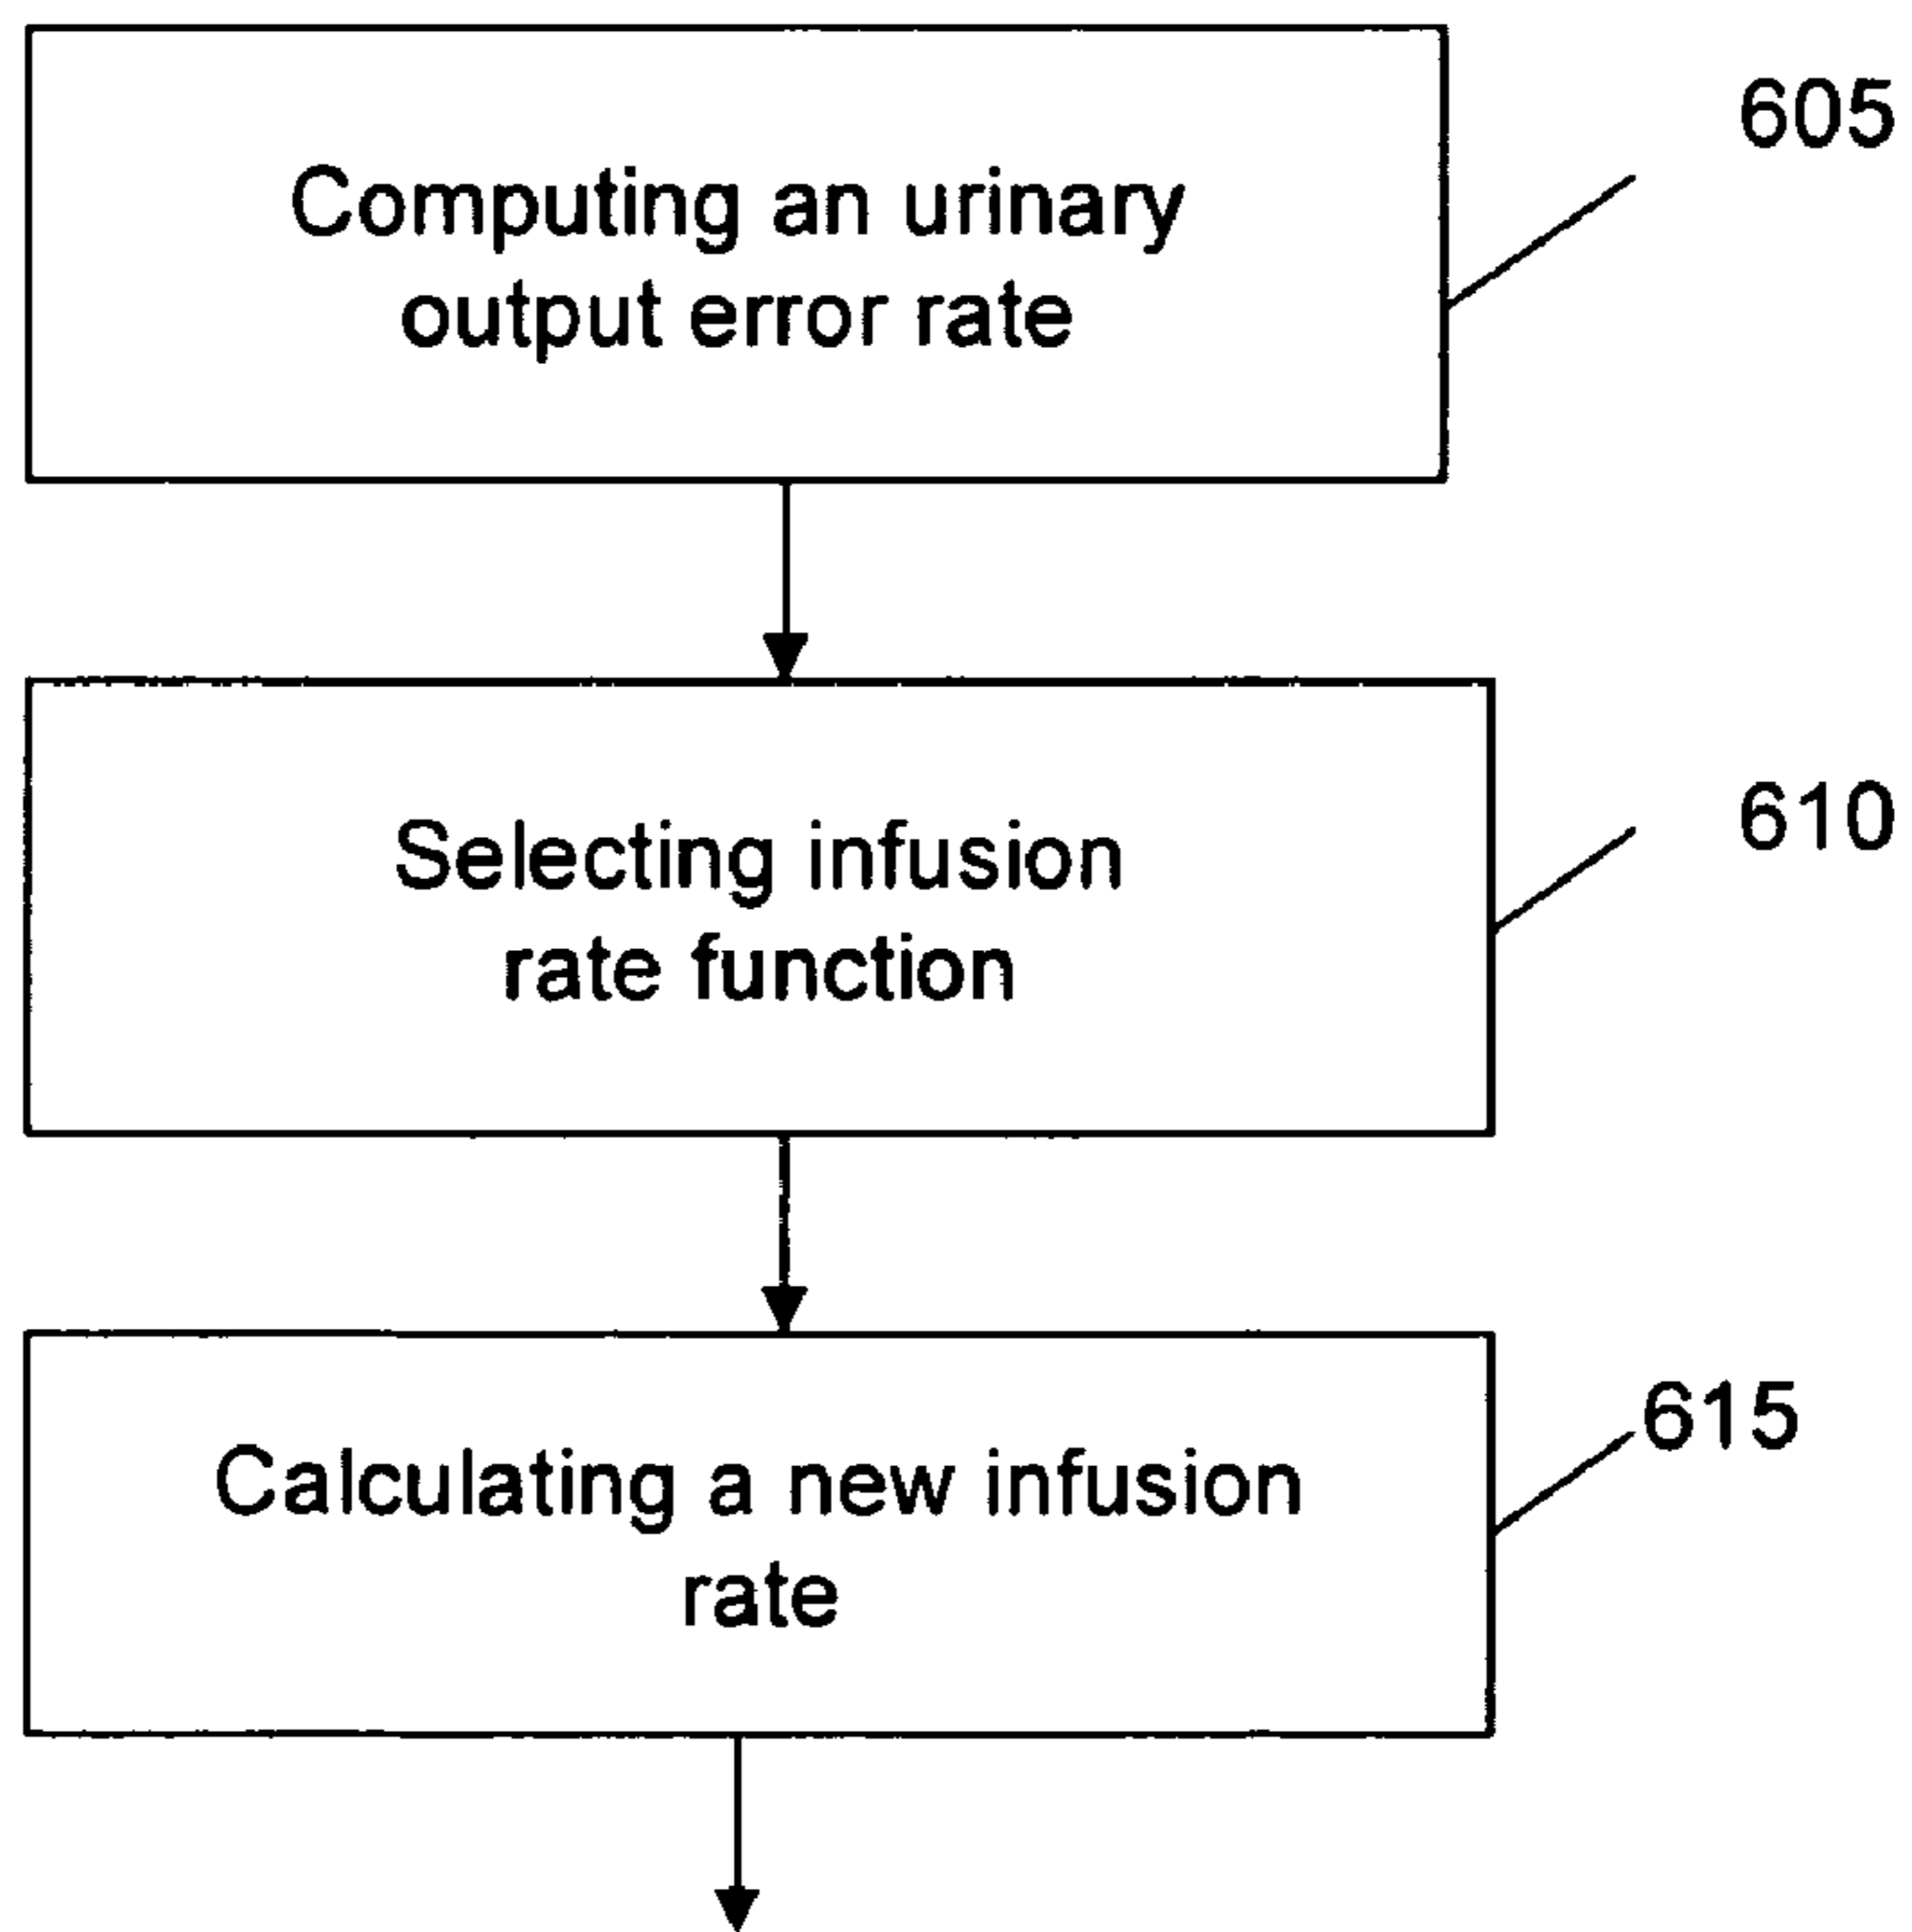 Computing an urinary
output error rate
605
Selecting infusion
rate function
610
Calculating a new infusion
rate
615